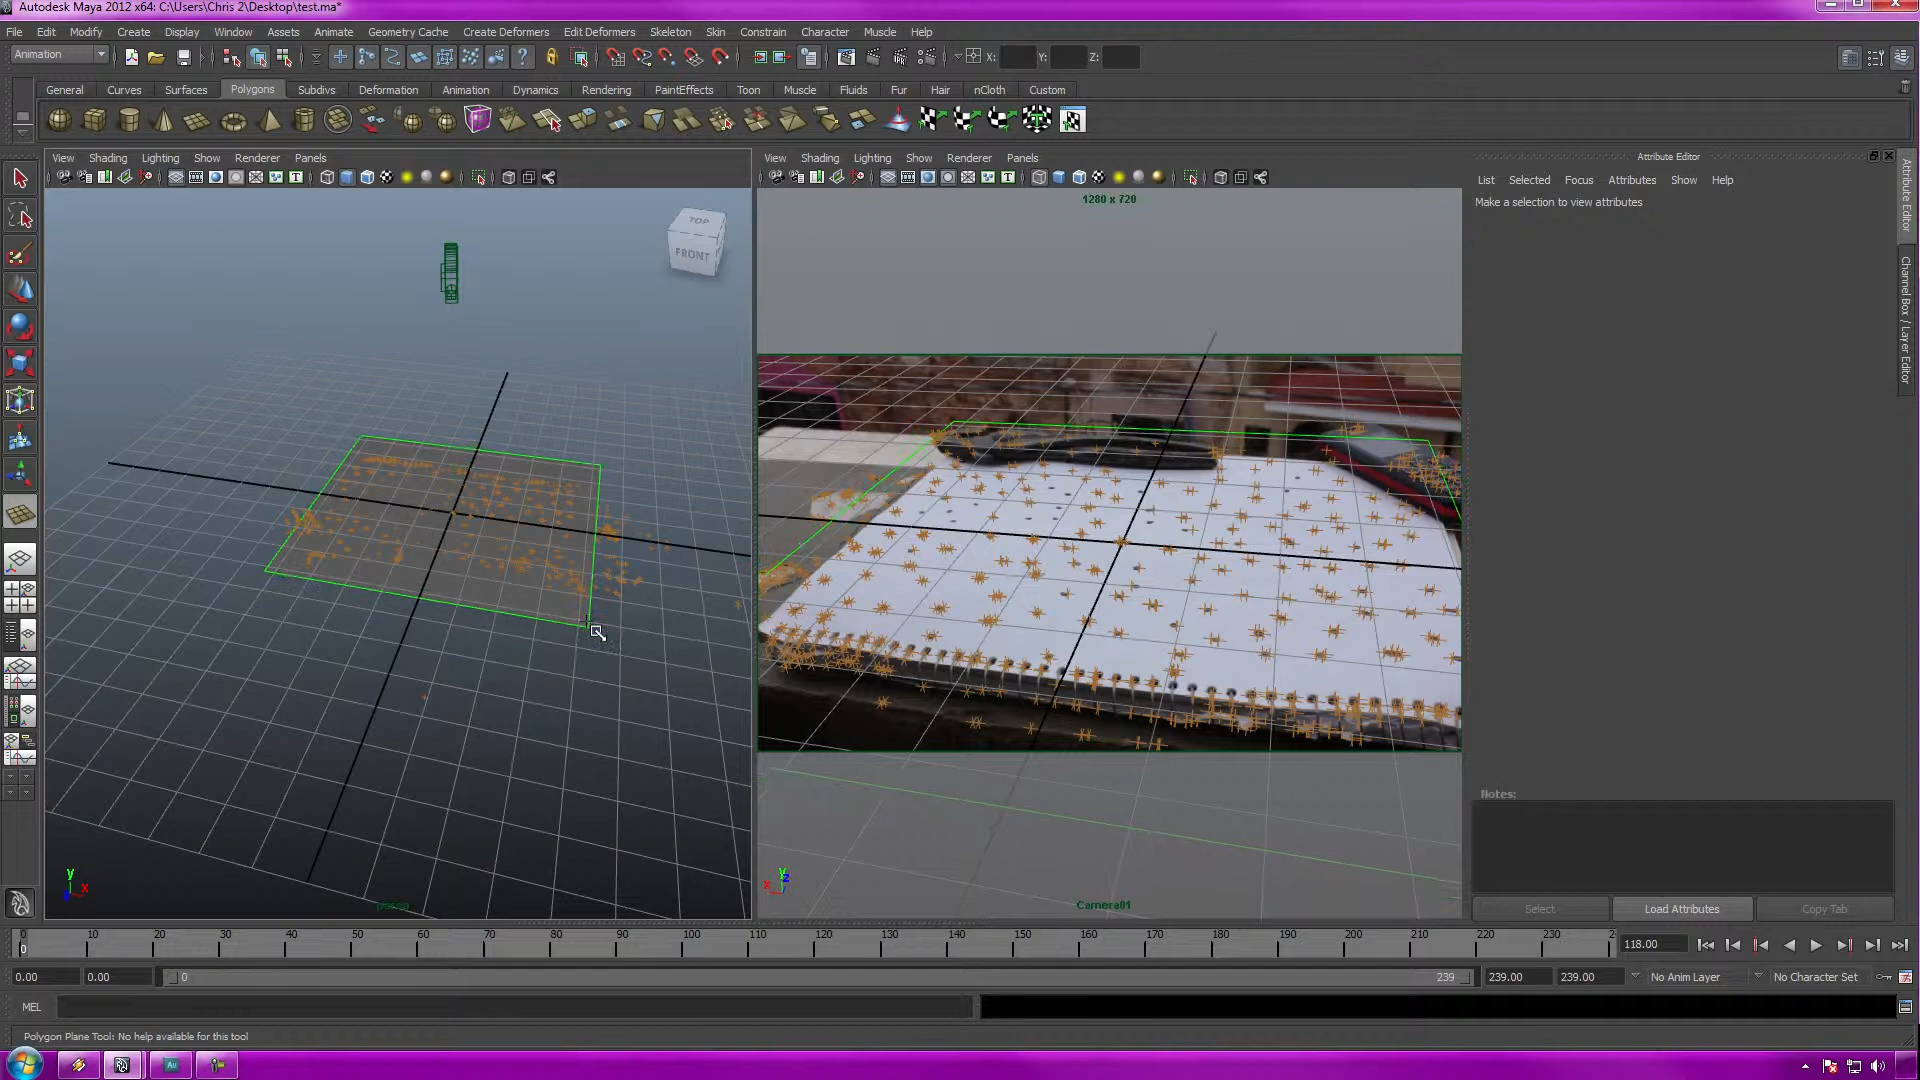 Autodesk Maya 2012 x64: C:\Users\Chris 2\Desktop\test.ma*
File Edit Modify Create Display Window Assets Animate Geometry Cache Create Deformers Edit Deformers Skeleton Skin Constrain Character Muscle Help
Animation X: Y: Z:
General Curves Surfaces Polygons Subdivs Deformation Animation Dynamics Rendering PaintEffects Toon Muscle Fluids Fur Hair nCloth Custom
View Shading Lighting Show Renderer Panels
View Shading Lighting Show Renderer Panels
Attribute Editor
List Selected Focus Attributes Show Help
Make a selection to view attributes
1280 x 720
TOP
FRONT
Attribute Editor
Channel Box / Layer Editor
Notes:
y
x
persp
y
z
x
Camera01
Select Load Attributes Copy Tab
0 10 20 30 40 50 60 70 80 90 100 110 120 130 140 150 160 170 180 190 200 210 220 230 2
0
118.00
0.00 0.00 0 239 239.00 239.00 No Anim Layer No Character Set
MEL
Polygon Plane Tool: No help available for this tool
Au